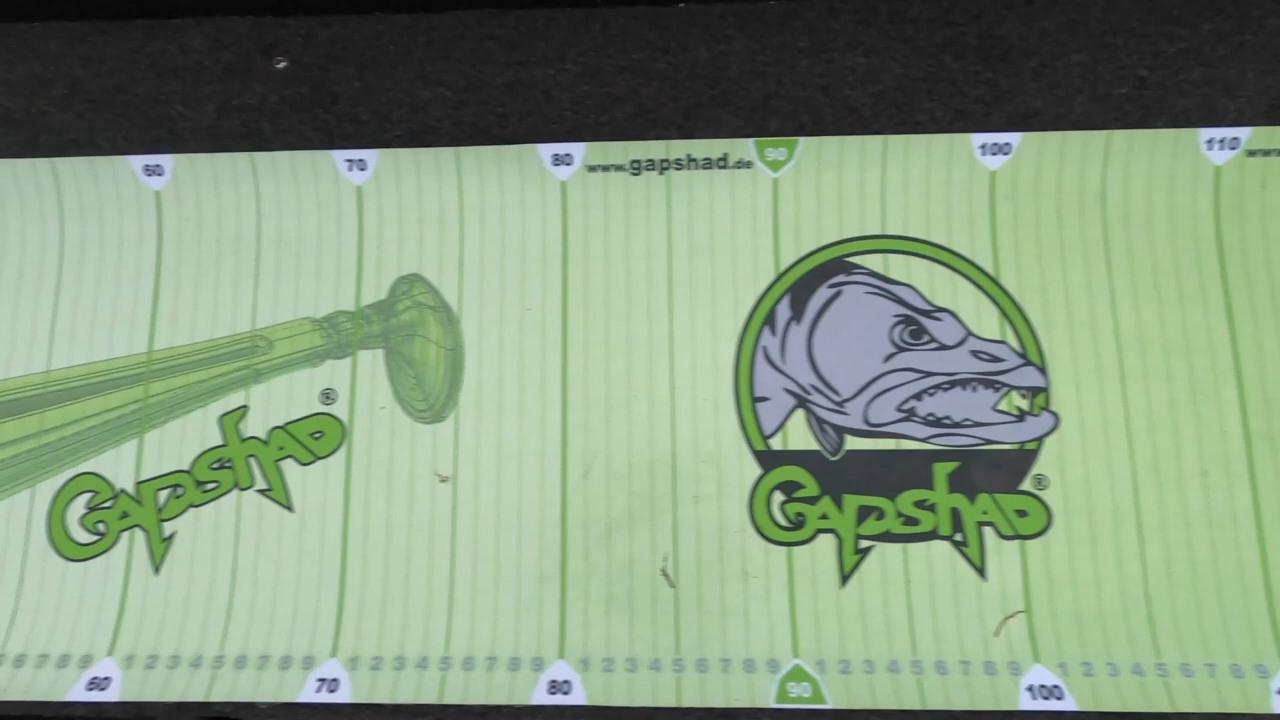 60 70 80 www.gapshad.de 90 100 110 www
GAPSHAD®
GAPSHAD®
6 7 8 9 1 2 3 4 5 6 7 8 9 1 2 3 4 5 6 7 8 9 1 2 3 4 5 6 7 8 9 1 2 3 4 5 6 7 8 9 1 2 3 4 5 6 7 8 9
60 70 80 90 100